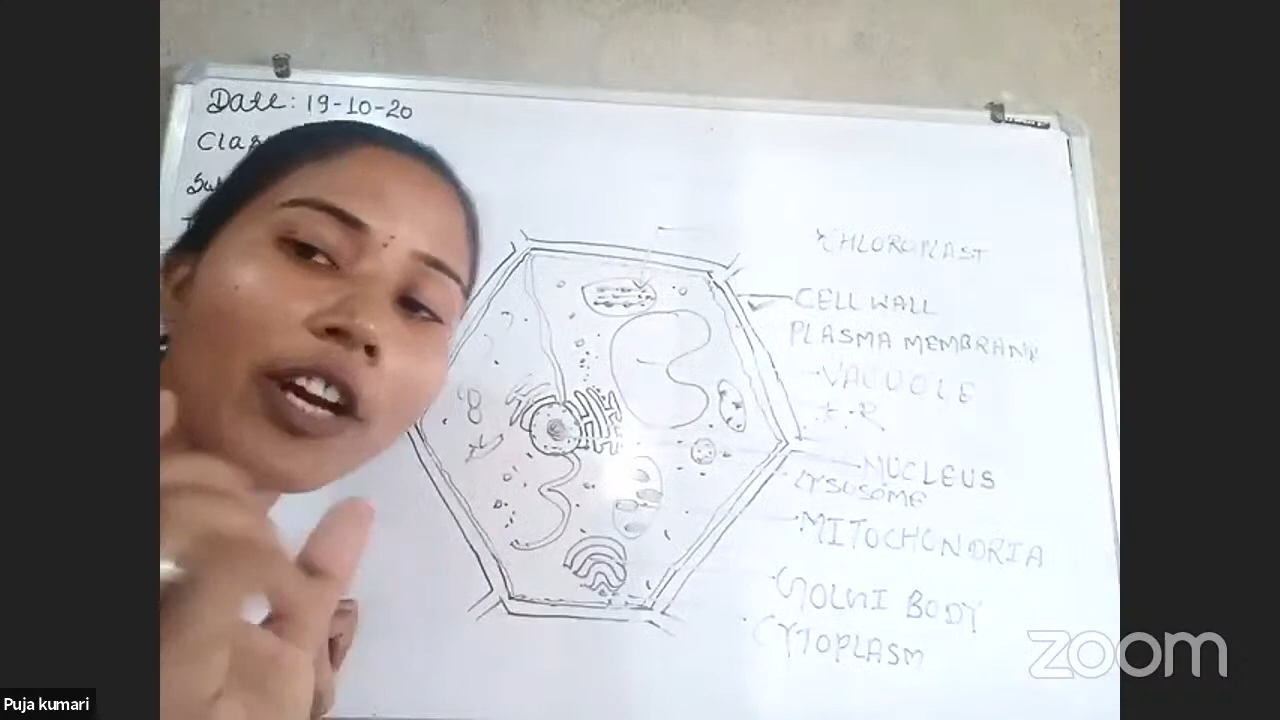 Date: 19-10-20
CHLOROPLAST
CELL WALL
PLASMA MEMBRANE
VACUOLE
E.R
NUCLEUS
LYSOSOME
MITOCHONDRIA
GOLGI BODY
CYTOPLASM
zoom
Puja kumari